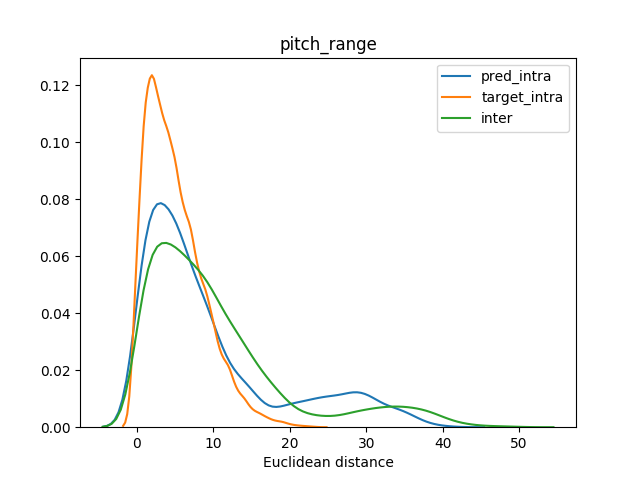 pitch_range
pred_intra
target_intra
inter
0.12
0.10
0.08
0.06
0.04
0.02
0.00
0 10 20 30 40 50
Euclidean distance